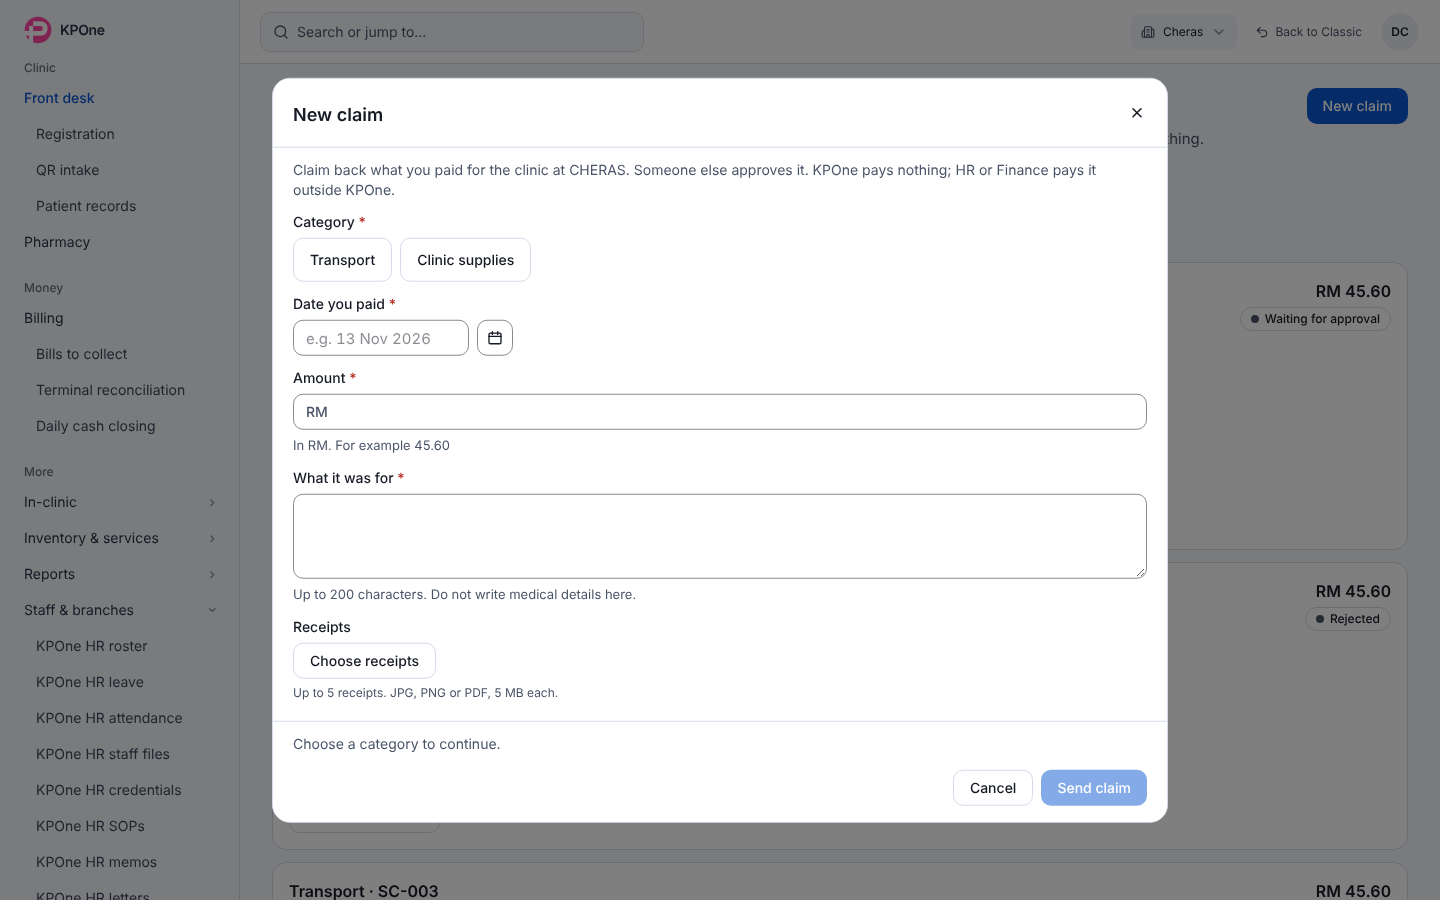 KPOne
Search or jump to...
Cheras
Back to Classic
DC
Clinic
Front desk
Registration
QR intake
Patient records
Pharmacy
Money
Billing
Bills to collect
Terminal reconciliation
Daily cash closing
More
In-clinic
Inventory & services
Reports
Staff & branches
KPOne HR roster
KPOne HR leave
KPOne HR attendance
KPOne HR staff files
KPOne HR credentials
KPOne HR SOPs
KPOne HR memos
KPOne HR letters
New claim
thing.
RM 45.60
Waiting for approval
RM 45.60
Rejected
Transport · SC-003
RM 45.60
New claim
Claim back what you paid for the clinic at CHERAS. Someone else approves it. KPOne pays nothing; HR or Finance pays it
outside KPOne.
Category *
Transport
Clinic supplies
Date you paid *
e.g. 13 Nov 2026
Amount *
RM
In RM. For example 45.60
What it was for *
Up to 200 characters. Do not write medical details here.
Receipts
Choose receipts
Up to 5 receipts. JPG, PNG or PDF, 5 MB each.
Choose a category to continue.
Cancel
Send claim